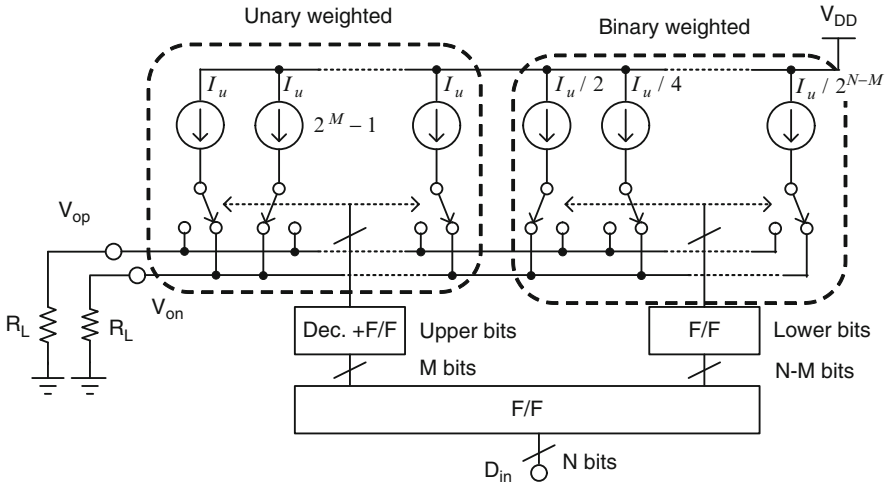 Unary weighted
Binary weighted
V_DD
I_u
I_u
I_u
I_u / 2
I_u / 4
I_u / 2^{N-M}
2^M - 1
V_op
V_on
R_L
R_L
Dec. +F/F
Upper bits
F/F
Lower bits
M bits
N-M bits
F/F
D_in
N bits